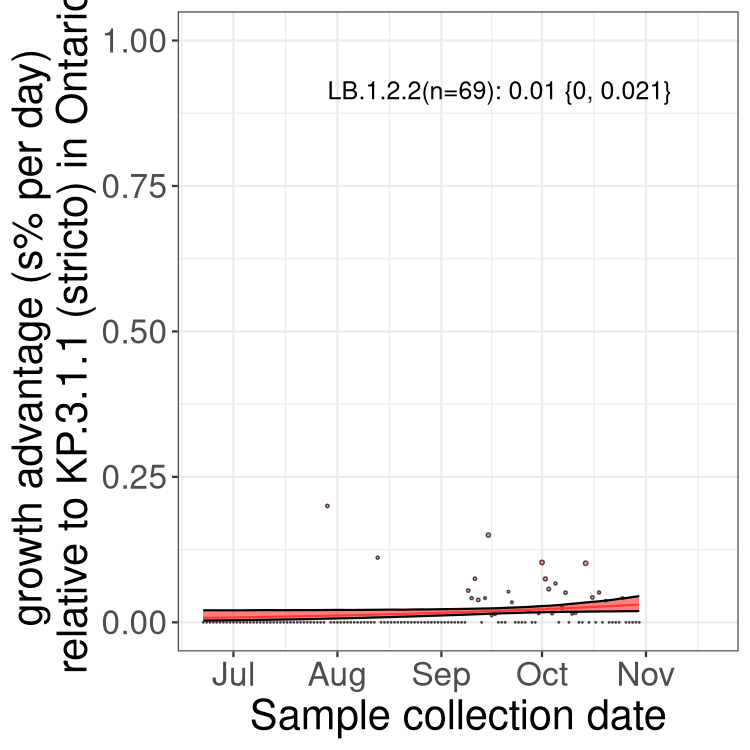 growth advantage (s% per day)
relative to KP.3.1.1 (stricto) in Ontario
1.00
0.75
0.50
0.25
0.00
LB.1.2.2(n=69): 0.01 {0, 0.021}
Jul Aug Sep Oct Nov
Sample collection date